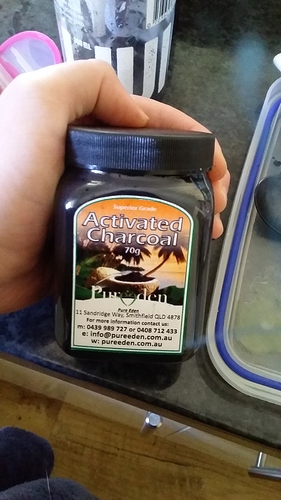 Superior Grade
Activated
Charcoal
70g
Pure Eden
Pure Eden
11 Sandridge Way, Smithfield QLD 4878
For more information contact us:
m: 0439 989 727 or 0408 712 433
e: info@pureeden.com.au
w: pureeden.com.au